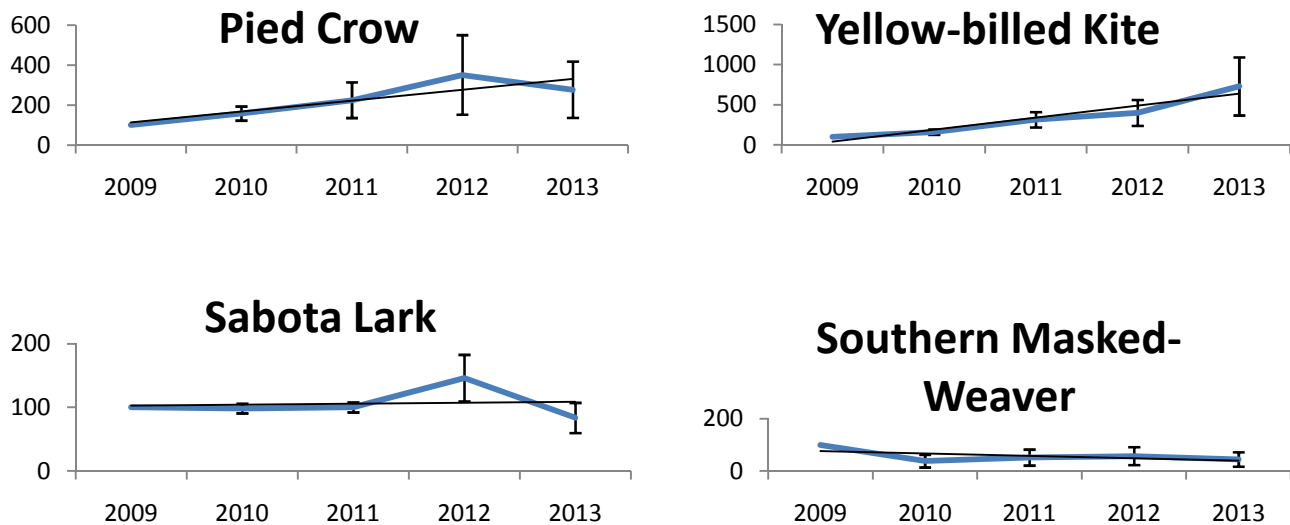 Pied Crow
600
400
200
0
2009 2010 2011 2012 2013
Yellow-billed Kite
1500
1000
500
0
2009 2010 2011 2012 2013
Sabota Lark
200
100
0
2009 2010 2011 2012 2013
Southern Masked-
Weaver
200
0
2009 2010 2011 2012 2013